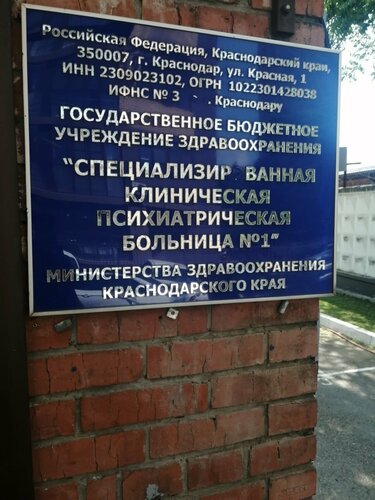 Российская Федерация, Краснодарский край,
350007, г. Краснодар, ул. Красная, 1
ИНН 2309023102, ОГРН 1022301428038
ИФНС № 3 . Краснодару
ГОСУДАРСТВЕННОЕ БЮДЖЕТНОЕ
УЧРЕЖДЕНИЕ ЗДРАВООХРАНЕНИЯ
"СПЕЦИАЛИЗИР ВАННАЯ
КЛИНИЧЕСКАЯ
ПСИХИАТРИЧЕСКАЯ
БОЛЬНИЦА №1"
МИНИСТЕРСТВА ЗДРАВООХРАНЕНИЯ
КРАСНОДАРСКОГО КРАЯ